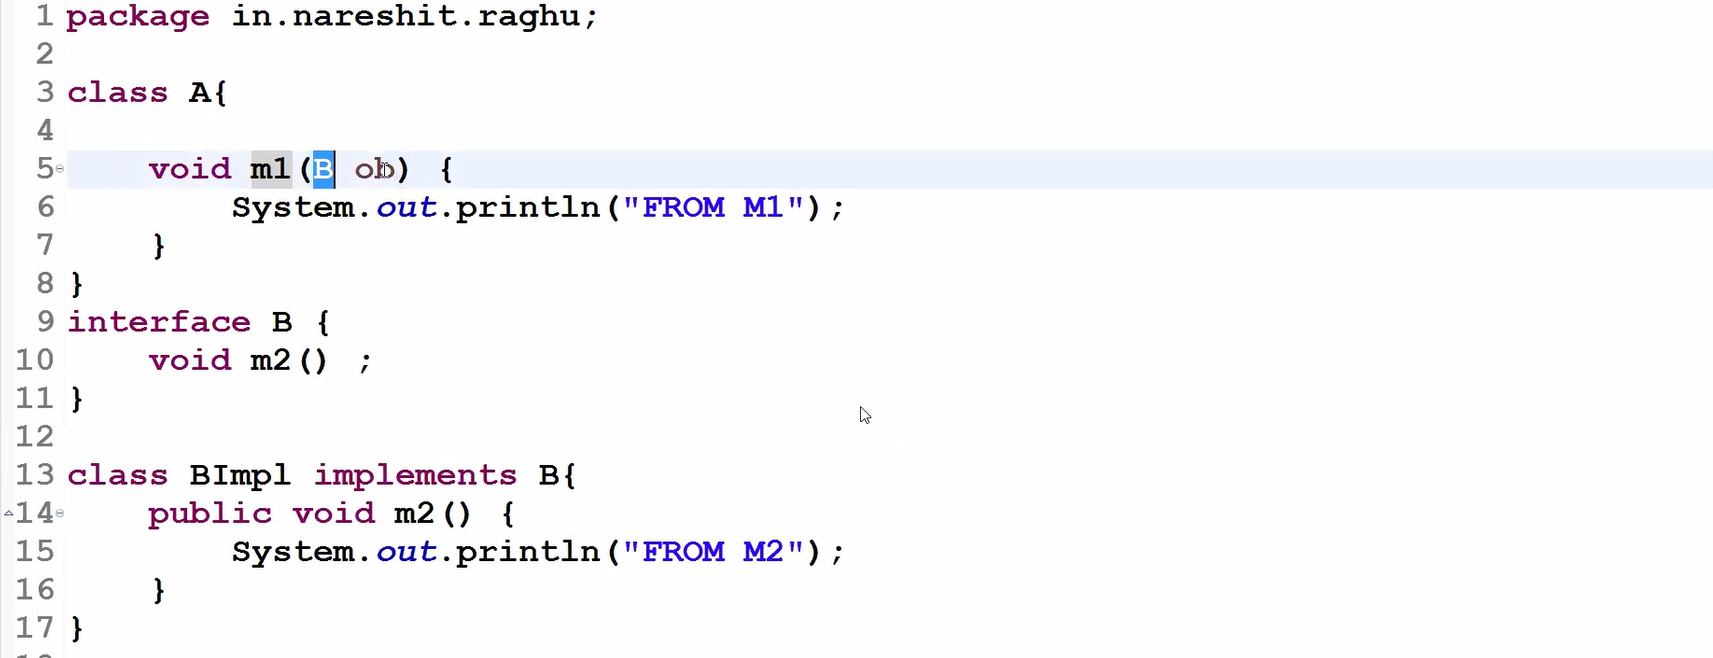 1 package in.nareshit.raghu;
2
3 class A{
4
5 void m1(B ob) {
6 System.out.println("FROM M1");
7 }
8 }
9 interface B {
10 void m2() ;
11 }
12
13 class BImpl implements B{
14 public void m2() {
15 System.out.println("FROM M2");
16 }
17 }